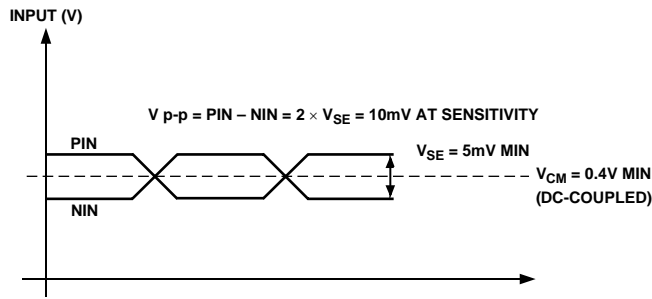 INPUT (V)
V p-p = PIN – NIN = 2 × VSE = 10mV AT SENSITIVITY
PIN
VSE = 5mV MIN
VCM = 0.4V MIN
(DC-COUPLED)
NIN